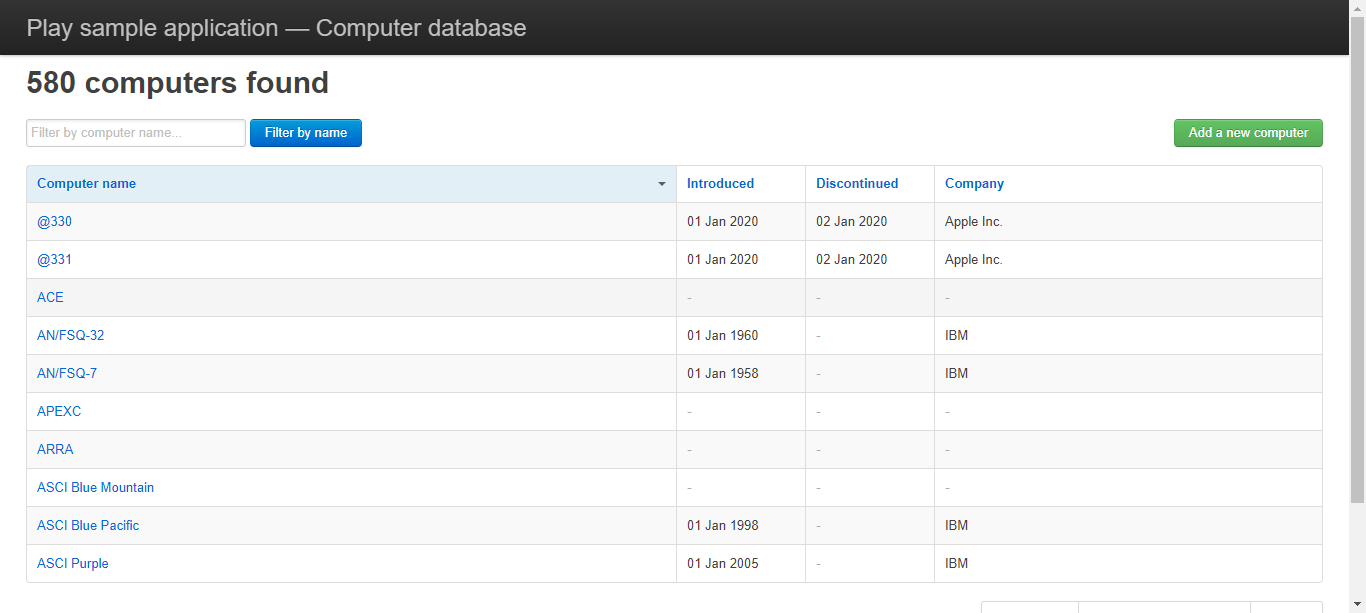 Play sample application — Computer database
580 computers found
Filter by computer name... Filter by name Add a new computer
Computer name Introduced Discontinued Company
@330 01 Jan 2020 02 Jan 2020 Apple Inc.
@331 01 Jan 2020 02 Jan 2020 Apple Inc.
ACE - - -
AN/FSQ-32 01 Jan 1960 - IBM
AN/FSQ-7 01 Jan 1958 - IBM
APEXC - - -
ARRA - - -
ASCI Blue Mountain - - -
ASCI Blue Pacific 01 Jan 1998 - IBM
ASCI Purple 01 Jan 2005 - IBM